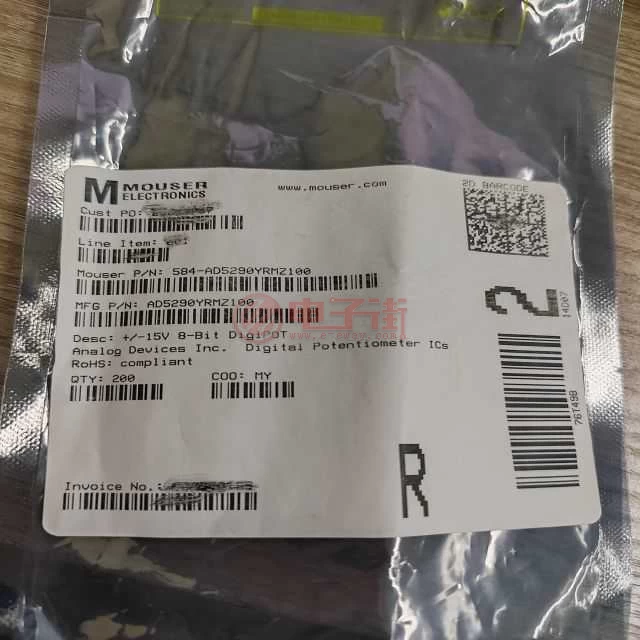 MOUSER
ELECTRONICS
www.mouser.com
2D BARCODE
Cust PO:
Line Item:
Mouser P/N: 584-AD5290YRMZ100
MFG P/N: AD5290YRMZ100
电子街
Desc: +/-15V 8-Bit DigiPOT
Analog Devices Inc. Digital Potentiometer ICs
RoHS: compliant
QTY: 200 COO: MY
Invoice No.:
R
2
14D07
761498